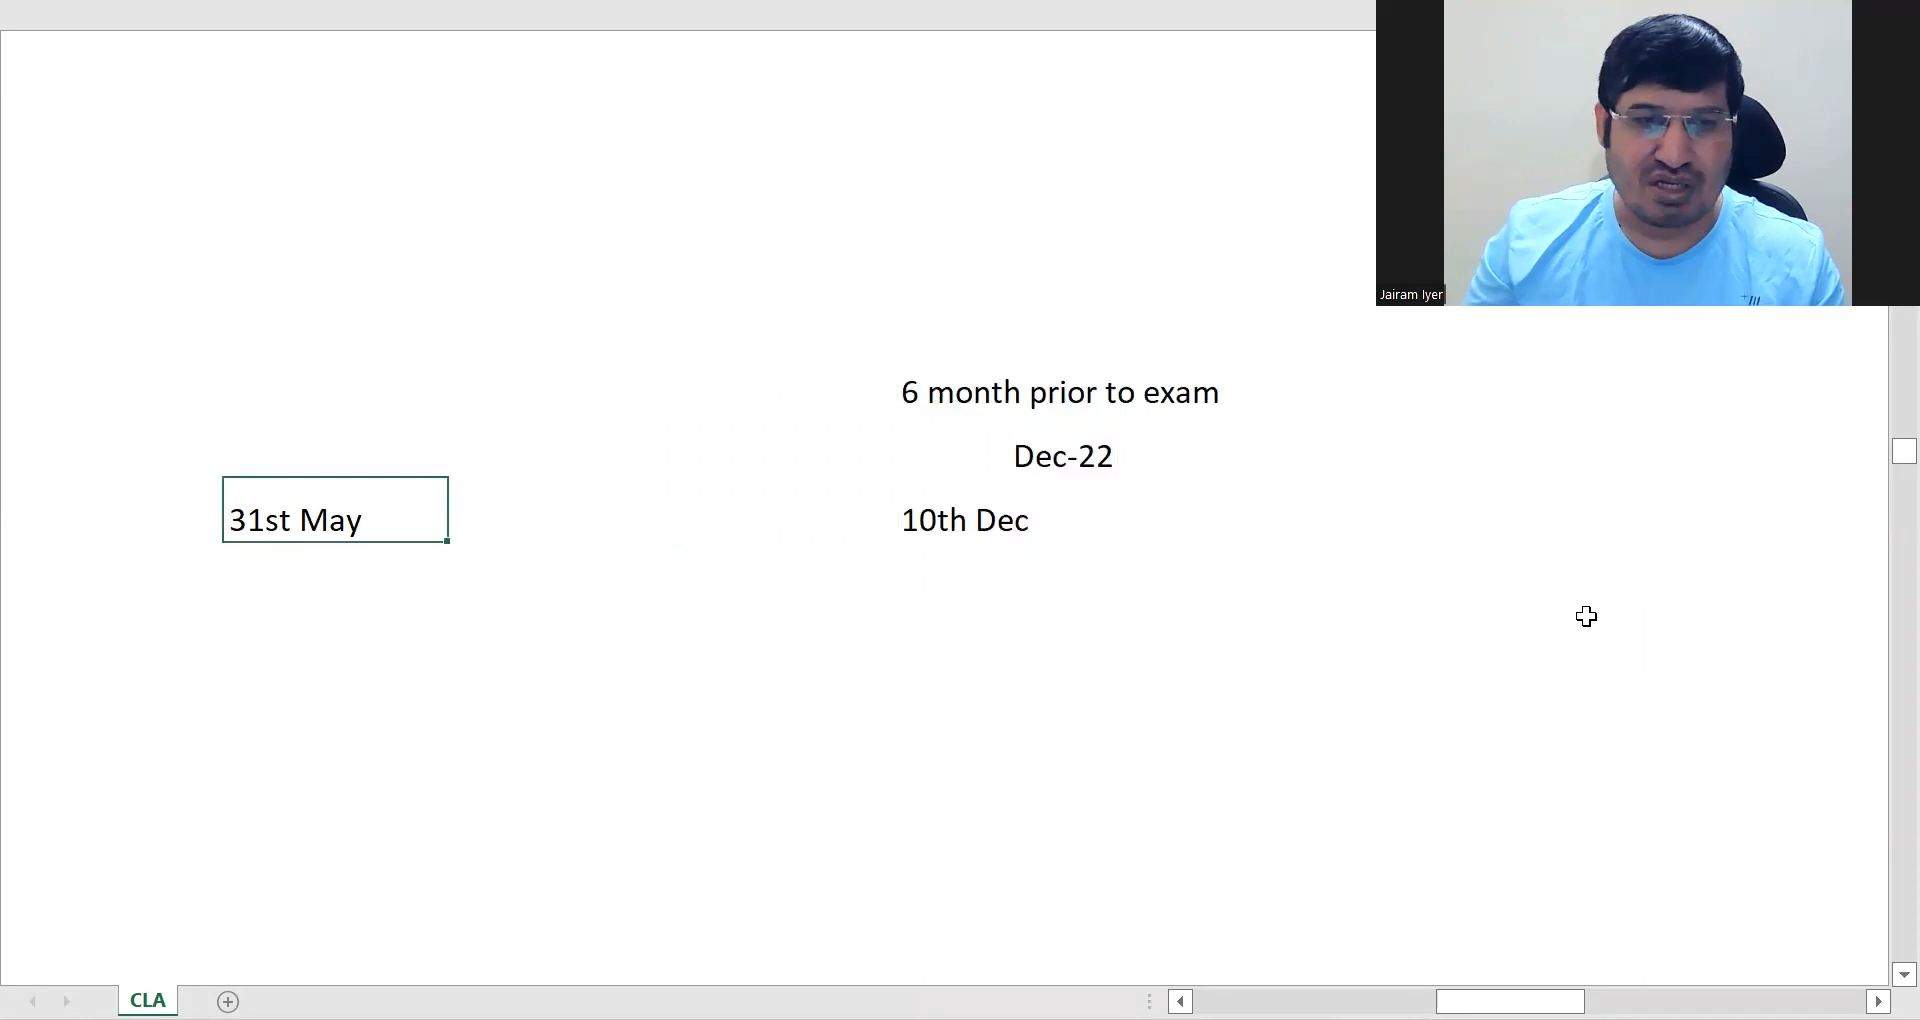 Jairam Iyer
6 month prior to exam
Dec-22
31st May 10th Dec
CLA